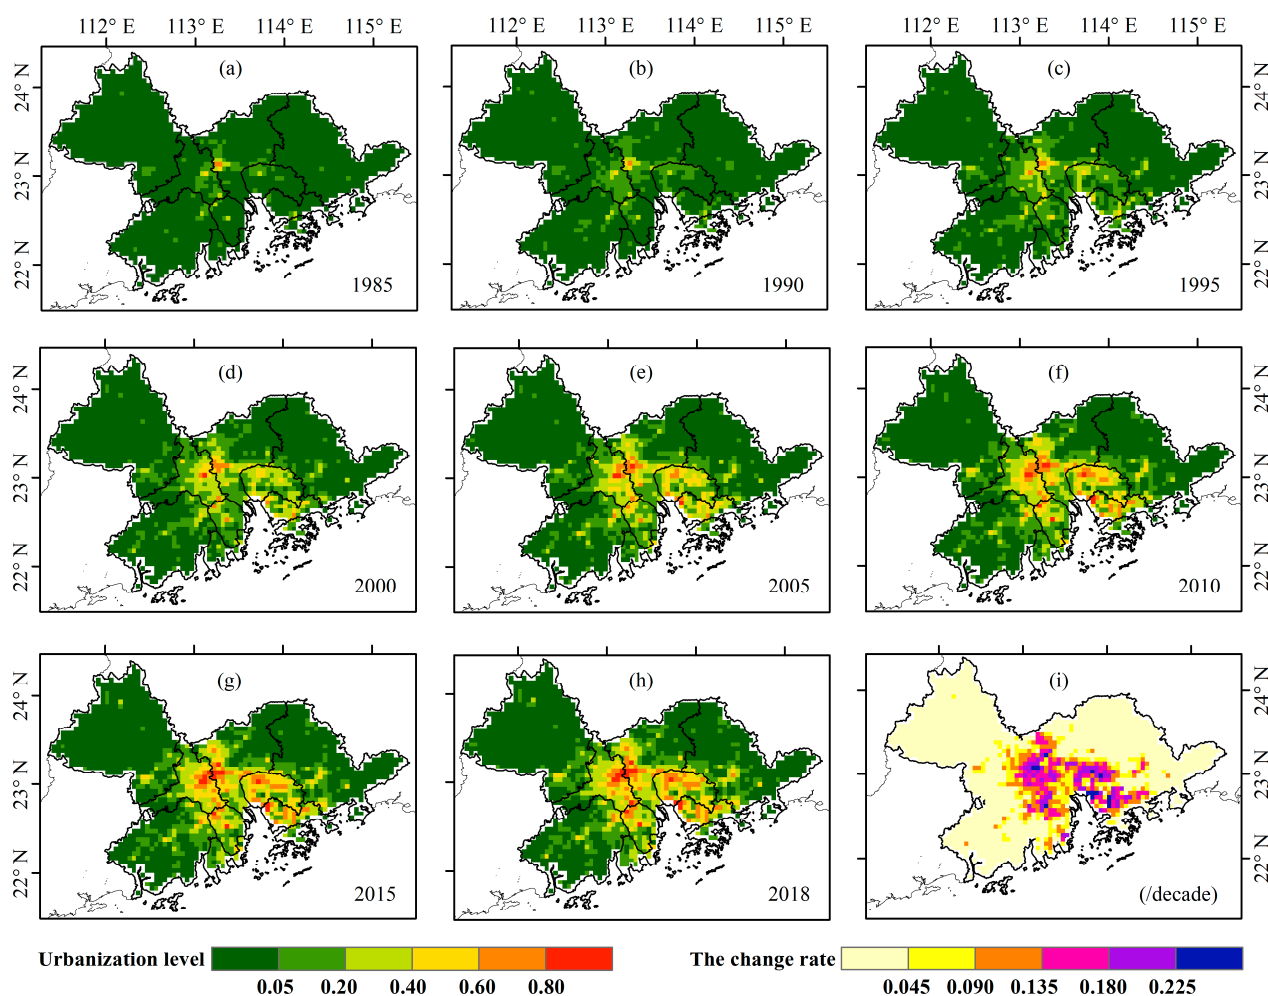 112° E 113° E 114° E 115° E 112° E 113° E 114° E 115° E 112° E 113° E 114° E 115° E
24° N (a) (b) (c) 24° N
23° N 23° N
22° N 1985 1990 1995 22° N
24° N (d) (e) (f) 24° N
23° N 23° N
22° N 2000 2005 2010 22° N
24° N (g) (h) (i) 24° N
23° N 23° N
22° N 2015 2018 (/decade) 22° N
Urbanization level The change rate
0.05 0.20 0.40 0.60 0.80 0.045 0.090 0.135 0.180 0.225